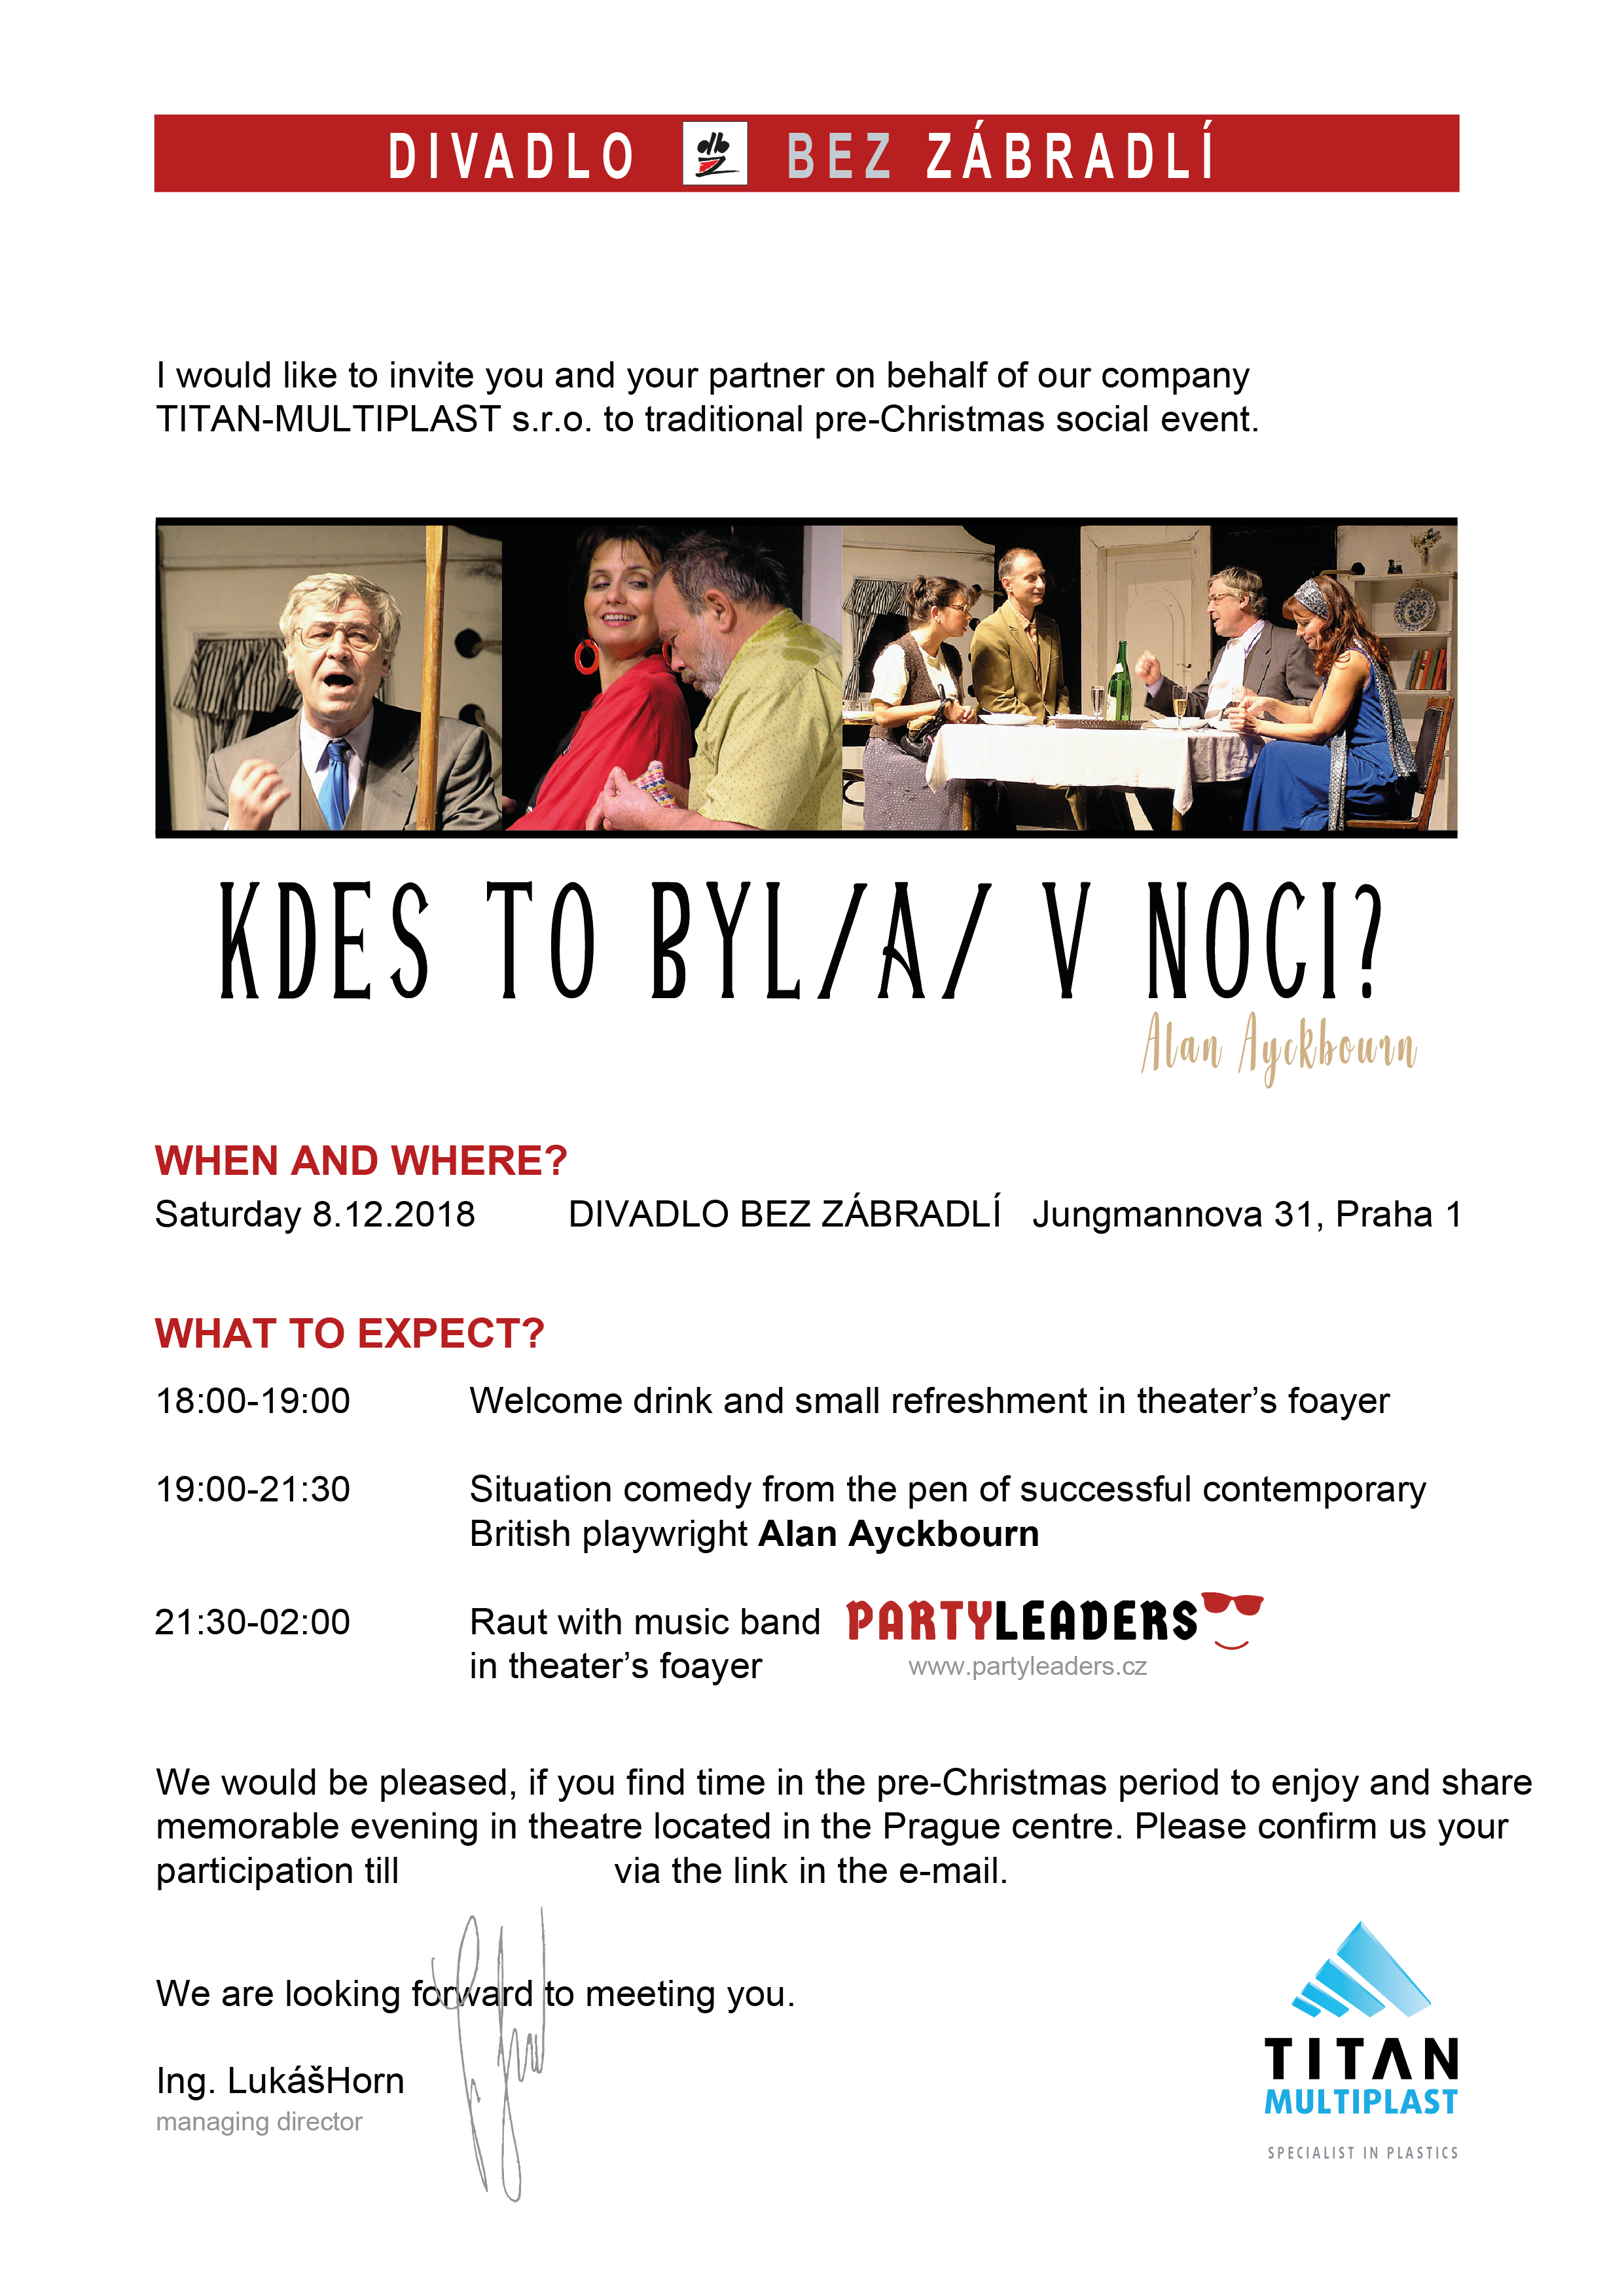 DIVADLO BEZ ZÁBRADLÍ
I would like to invite you and your partner on behalf of our company
TITAN-MULTIPLAST s.r.o. to traditional pre-Christmas social event.
KDES TO BYL/A/ V NOCI?
Alan Ayckbourn
WHEN AND WHERE?
Saturday 8.12.2018 DIVADLO BEZ ZÁBRADLÍ Jungmannova 31, Praha 1
WHAT TO EXPECT?
18:00-19:00 Welcome drink and small refreshment in theater’s foayer
19:00-21:30 Situation comedy from the pen of successful contemporary
British playwright Alan Ayckbourn
21:30-02:00 Raut with music band PARTYLEADERS
in theater’s foayer www.partyleaders.cz
We would be pleased, if you find time in the pre-Christmas period to enjoy and share
memorable evening in theatre located in the Prague centre. Please confirm us your
participation till via the link in the e-mail.
We are looking forward to meeting you.
Ing. LukášHorn
managing director
TITAN
MULTIPLAST
SPECIALIST IN PLASTICS